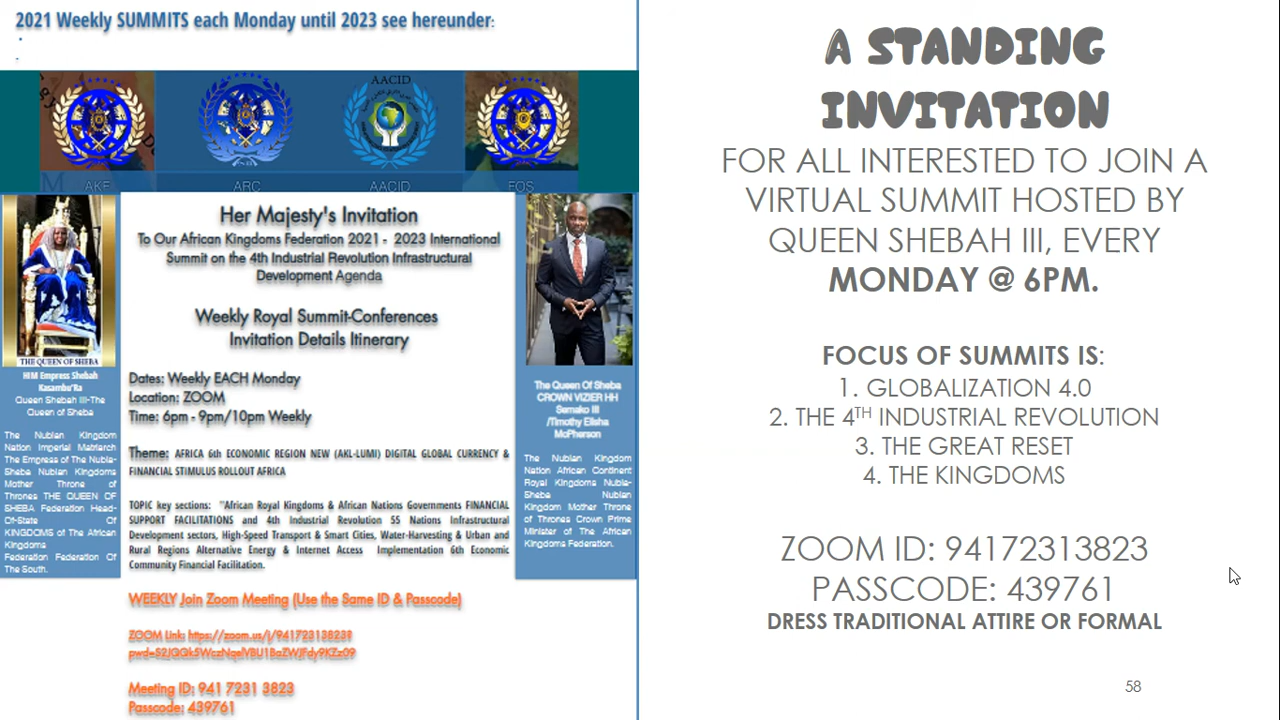 2021 Weekly SUMMITS each Monday until 2023 see hereunder:
AACID
AKF
ARC
AACID
FOS
Her Majesty's Invitation
To Our African Kingdoms Federation 2021 - 2023 International
Summit on the 4th Industrial Revolution Infrastructural
Development Agenda
Weekly Royal Summit-Conferences
Invitation Details Itinerary
Dates: Weekly EACH Monday
Location: ZOOM
Time: 6pm - 9pm/10pm Weekly
Theme: AFRICA 6th ECONOMIC REGION NEW (AKL-LUMI) DIGITAL GLOBAL CURRENCY &
FINANCIAL STIMULUS ROLLOUT AFRICA
TOPIC key sections: "African Royal Kingdoms & African Nations Governments FINANCIAL
SUPPORT FACILITATIONS and 4th Industrial Revolution 55 Nations Infrastructural
Development sectors, High-Speed Transport & Smart Cities, Water-Harvesting & Urban and
Rural Regions Alternative Energy & Internet Access Implementation 6th Economic
Community Financial Facilitation.
WEEKLY Join Zoom Meeting (Use the Same ID & Passcode)
ZOOM Link: https://zoom.us/j/94172313823?
Meeting ID: 941 7231 3823
Passcode: 439761
THE QUEEN OF SHEBA
HIM Empress Shebah
Kasambu'Ra
Queen Shebah III-The
Queen of Sheba
The Nubian Kingdom
Nation Imperial Matriarch
The Empress of The Nubia-
Sheba Nubian Kingdoms
Mother Throne of
Thrones THE QUEEN OF
SHEBA Federation Head-
Of-State Of
KINGDOMS of The African
Kingdoms
Federation Federation Of
The South.
The Queen Of Sheba
CROWN VIZIER HH
Semako III
/Timothy Elisha
McPherson
The Nubian Kingdom
Nation African Continent
Royal Kingdoms Nubia-
Sheba Nubian
Kingdom Mother Throne
of Thrones Crown Prime
Minister of The African
Kingdoms Federation.
A STANDING
INVITATION
FOR ALL INTERESTED TO JOIN A
VIRTUAL SUMMIT HOSTED BY
QUEEN SHEBAH III, EVERY
MONDAY @ 6PM.
FOCUS OF SUMMITS IS:
1. GLOBALIZATION 4.0
2. THE 4TH INDUSTRIAL REVOLUTION
3. THE GREAT RESET
4. THE KINGDOMS
ZOOM ID: 94172313823
PASSCODE: 439761
DRESS TRADITIONAL ATTIRE OR FORMAL
58